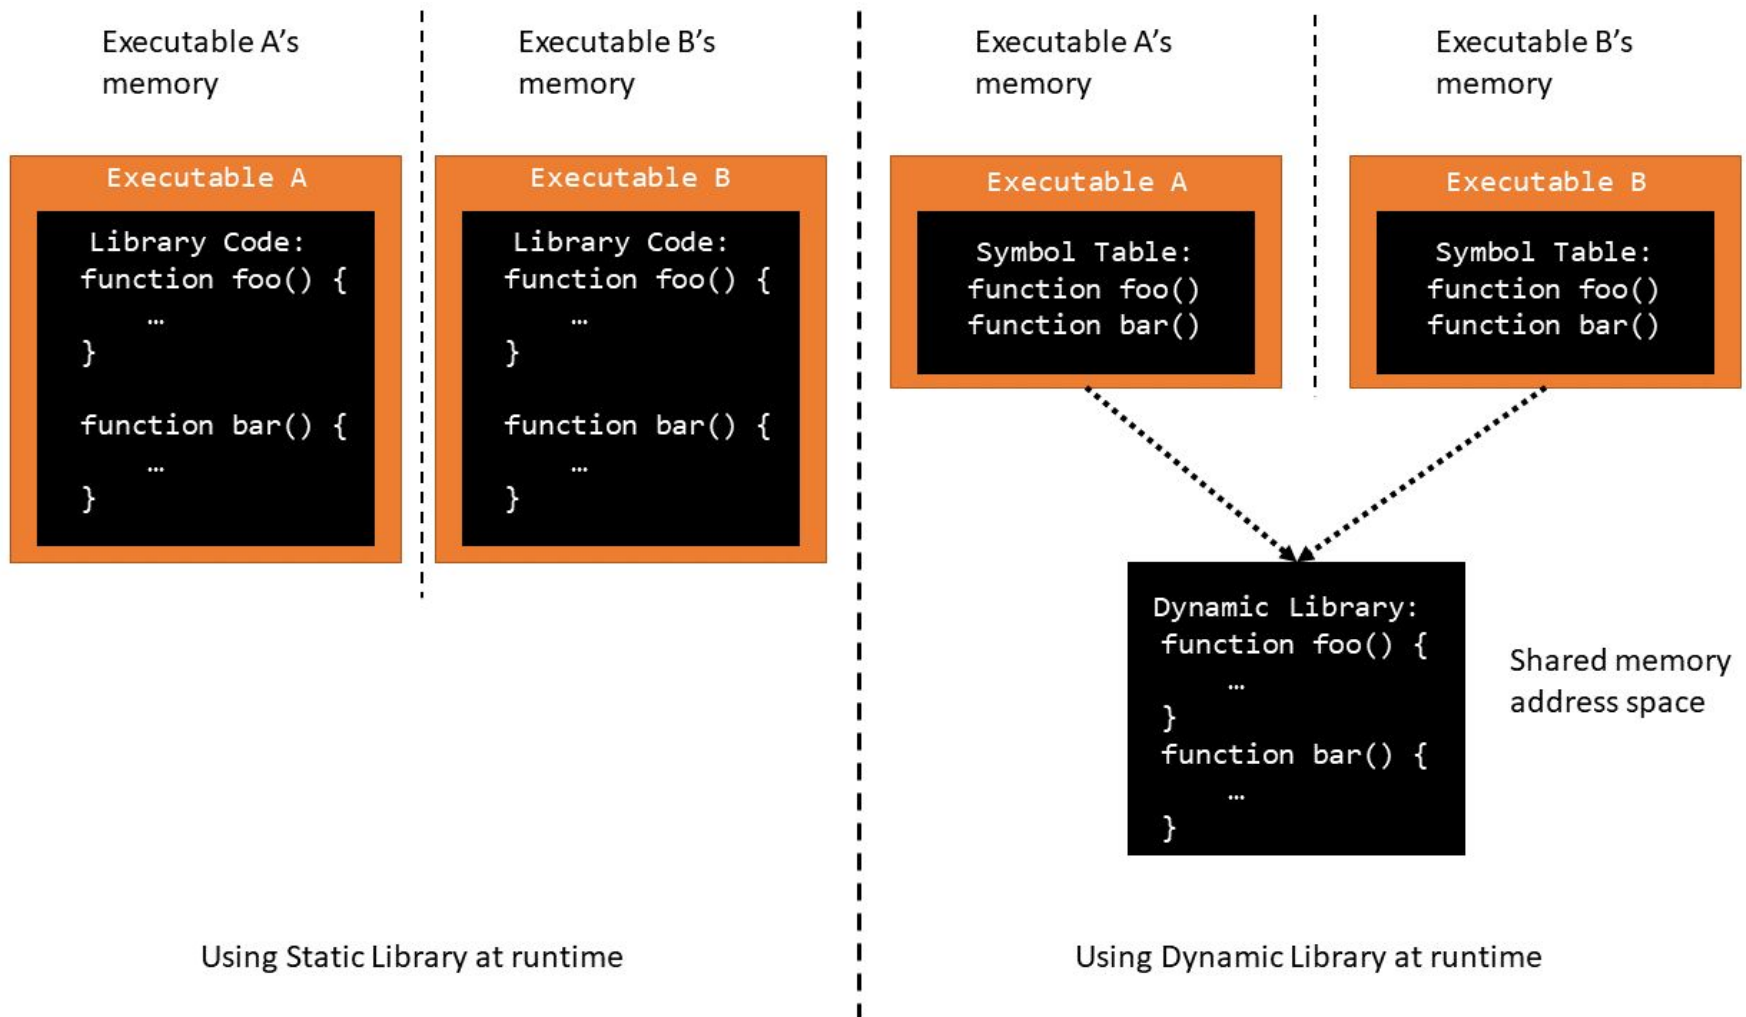 Executable A's
memory
Executable B's
memory
Executable A
Library Code:
function foo() {
…
}
function bar() {
…
}
Executable B
Library Code:
function foo() {
…
}
function bar() {
…
}
Using Static Library at runtime
Executable A's
memory
Executable B's
memory
Executable A
Symbol Table:
function foo()
function bar()
Executable B
Symbol Table:
function foo()
function bar()
Dynamic Library:
function foo() {
…
}
function bar() {
…
}
Shared memory
address space
Using Dynamic Library at runtime